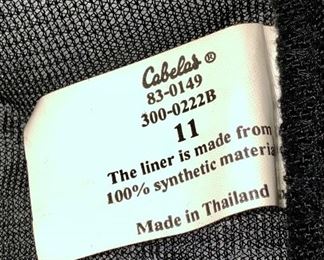 Cabela's®
83-0149
300-0222B
11
The liner is made from
100% synthetic materia
Made in Thailand